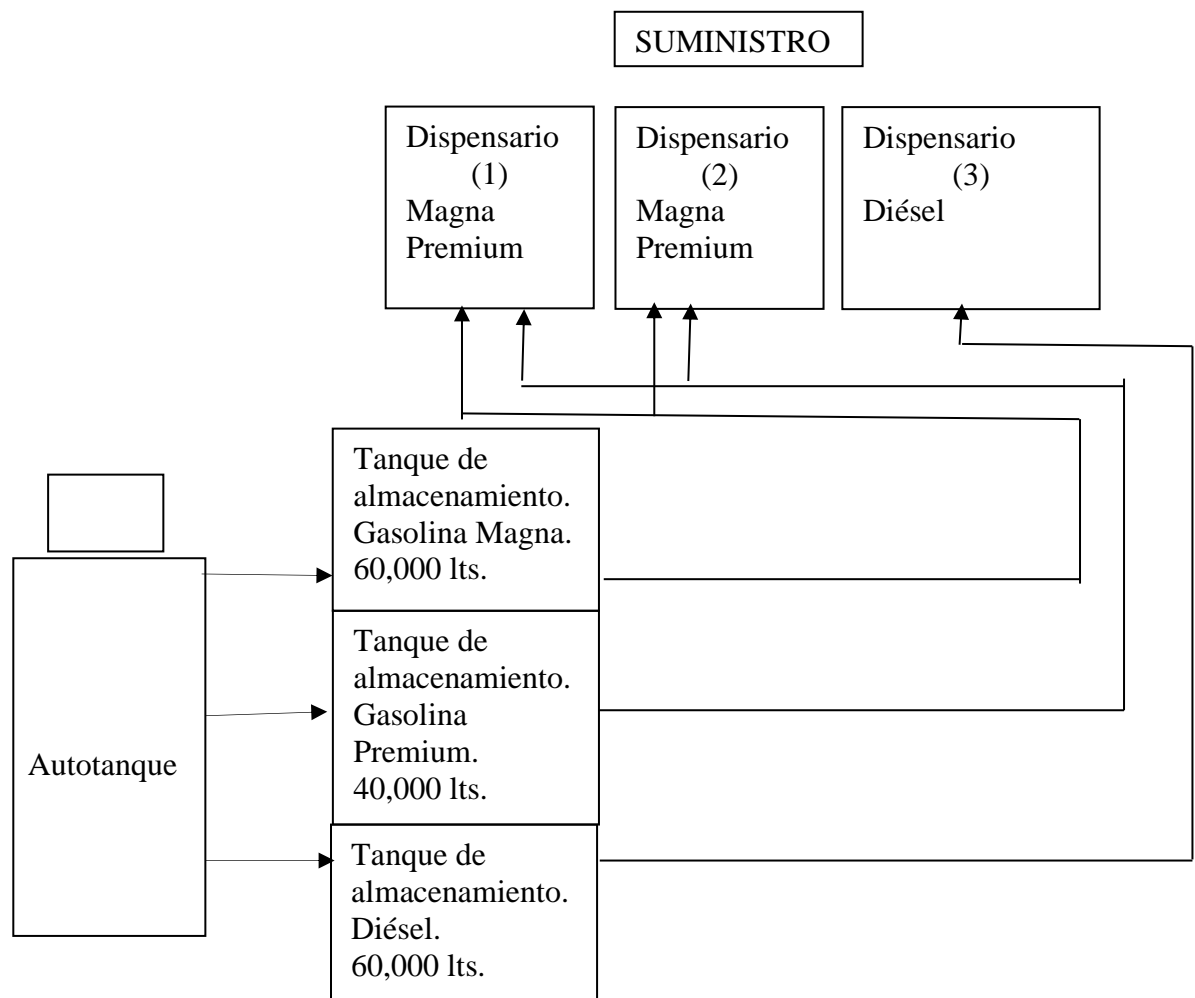 SUMINISTRO
Dispensario
(1)
Magna
Premium
Dispensario
(2)
Magna
Premium
Dispensario
(3)
Diésel
Tanque de
almacenamiento.
Gasolina Magna.
60,000 lts.
Tanque de
almacenamiento.
Gasolina
Premium.
40,000 lts.
Autotanque
Tanque de
almacenamiento.
Diésel.
60,000 lts.